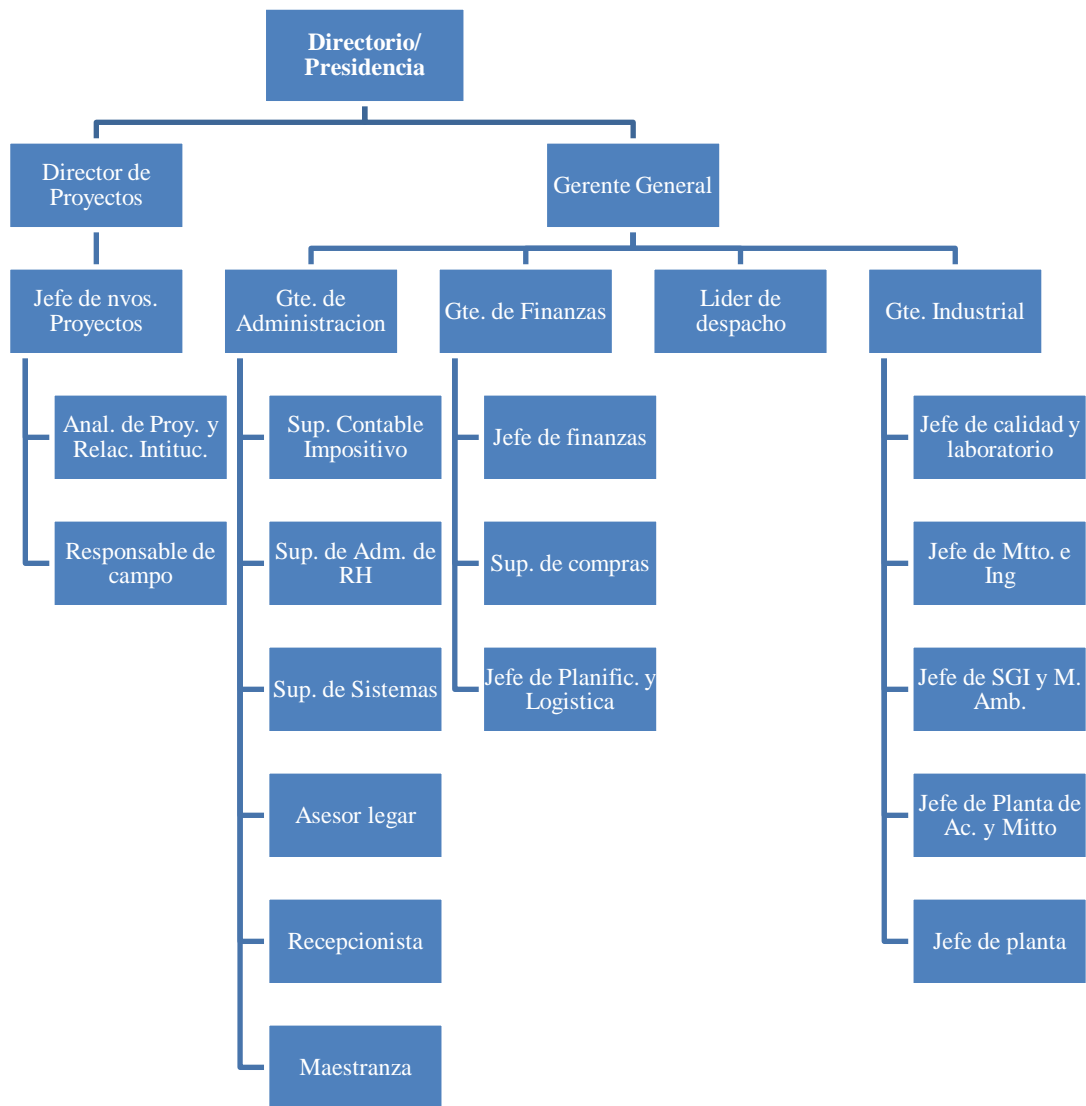 Directorio/
Presidencia
Director de
Proyectos
Gerente General
Jefe de nvos.
Proyectos
Gte. de
Administracion
Gte. de Finanzas
Lider de
despacho
Gte. Industrial
Anal. de Proy. y
Relac. Intituc.
Responsable de
campo
Sup. Contable
Impositivo
Sup. de Adm. de
RH
Sup. de Sistemas
Asesor legar
Recepcionista
Maestranza
Jefe de finanzas
Sup. de compras
Jefe de Planific. y
Logistica
Jefe de calidad y
laboratorio
Jefe de Mtto. e
Ing
Jefe de SGI y M.
Amb.
Jefe de Planta de
Ac. y Mitto
Jefe de planta